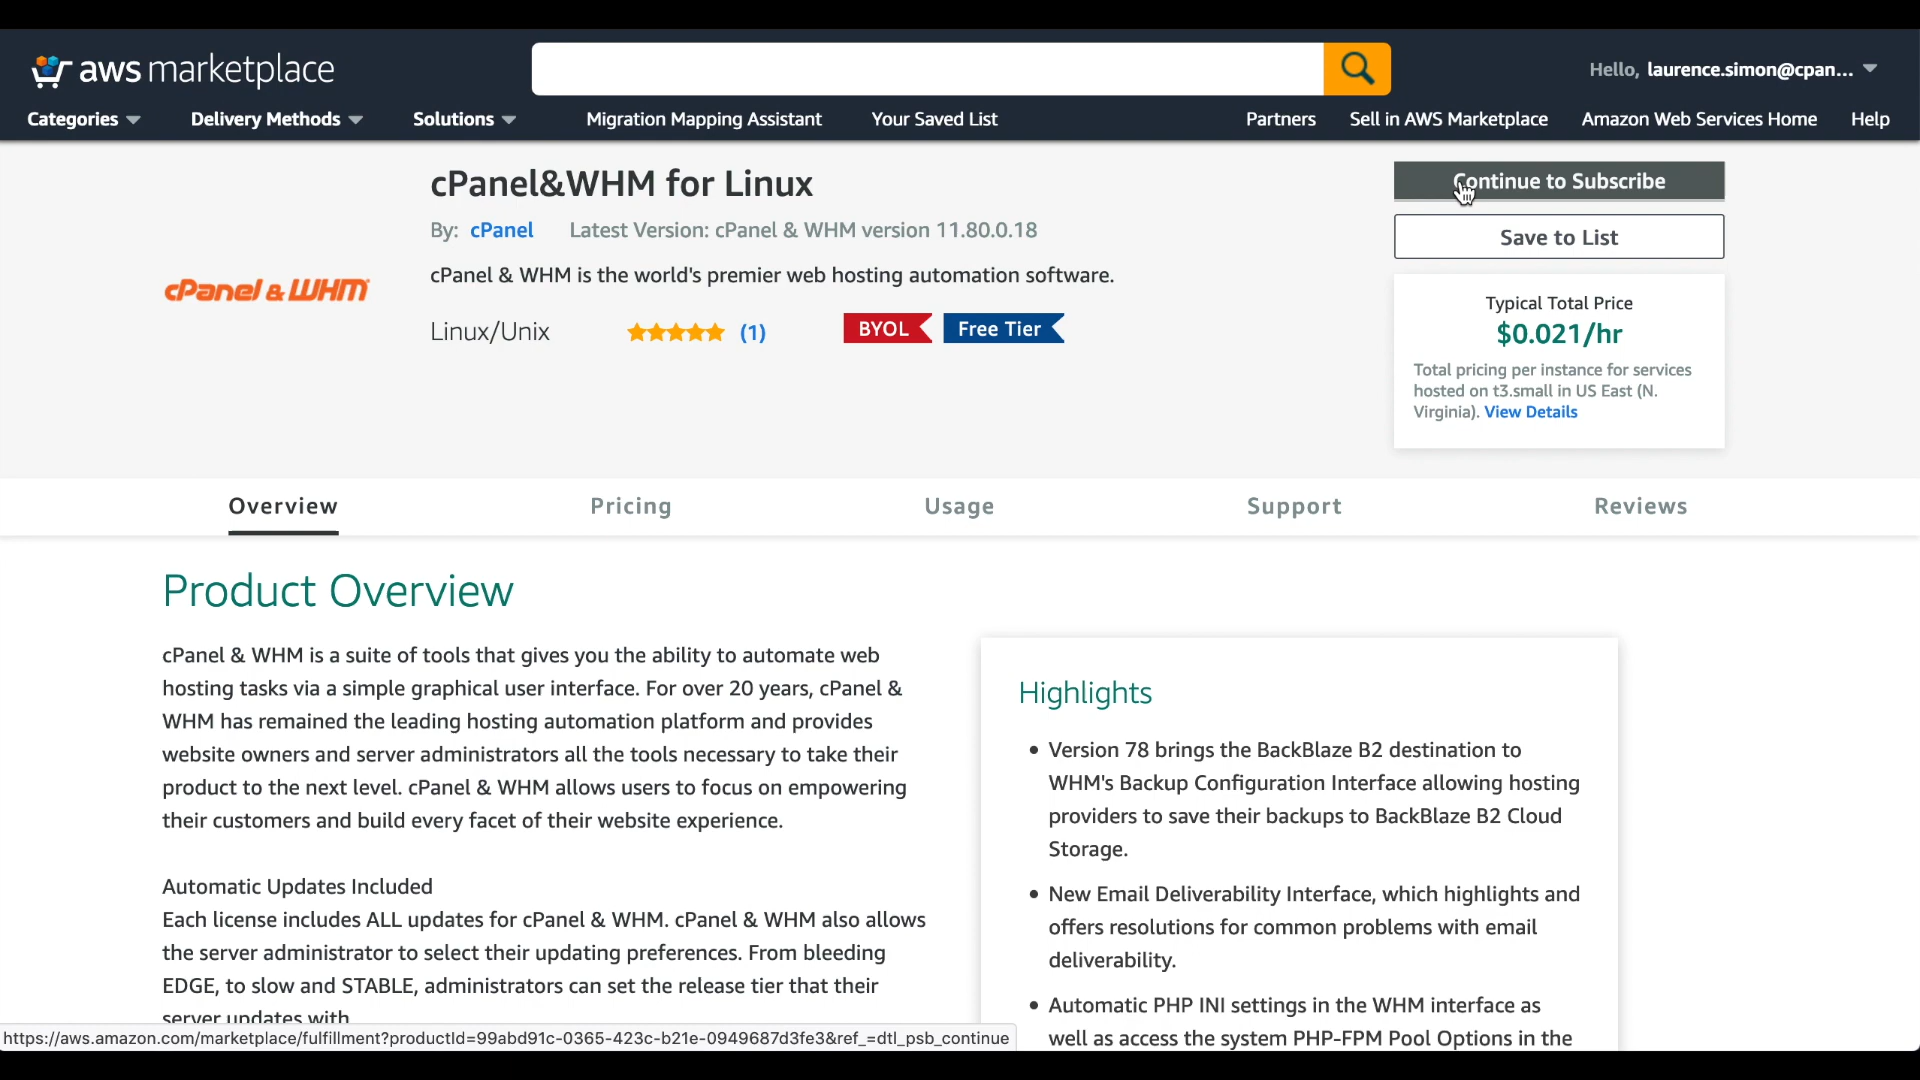 aws marketplace
Hello, laurence.simon@cpan...
Categories Delivery Methods Solutions Migration Mapping Assistant Your Saved List Partners Sell in AWS Marketplace Amazon Web Services Home Help
cPanel&WHM for Linux
Continue to Subscribe
By: cPanel Latest Version: cPanel & WHM version 11.80.0.18
Save to List
cPanel & WHM is the world's premier web hosting automation software.
cPanel & WHM
Linux/Unix (1) BYOL Free Tier
Typical Total Price
$0.021/hr
Total pricing per instance for services
hosted on t3.small in US East (N.
Virginia). View Details
Overview Pricing Usage Support Reviews
Product Overview
cPanel & WHM is a suite of tools that gives you the ability to automate web
hosting tasks via a simple graphical user interface. For over 20 years, cPanel &
WHM has remained the leading hosting automation platform and provides
website owners and server administrators all the tools necessary to take their
product to the next level. cPanel & WHM allows users to focus on empowering
their customers and build every facet of their website experience.
Automatic Updates Included
Each license includes ALL updates for cPanel & WHM. cPanel & WHM also allows
the server administrator to select their updating preferences. From bleeding
EDGE, to slow and STABLE, administrators can set the release tier that their
server updates with
Highlights
• Version 78 brings the BackBlaze B2 destination to
WHM's Backup Configuration Interface allowing hosting
providers to save their backups to BackBlaze B2 Cloud
Storage.
• New Email Deliverability Interface, which highlights and
offers resolutions for common problems with email
deliverability.
• Automatic PHP INI settings in the WHM interface as
well as access the system PHP-FPM Pool Options in the
https://aws.amazon.com/marketplace/fulfillment?productId=99abd91c-0365-423c-b21e-0949687d3fe3&ref_=dtl_psb_continue